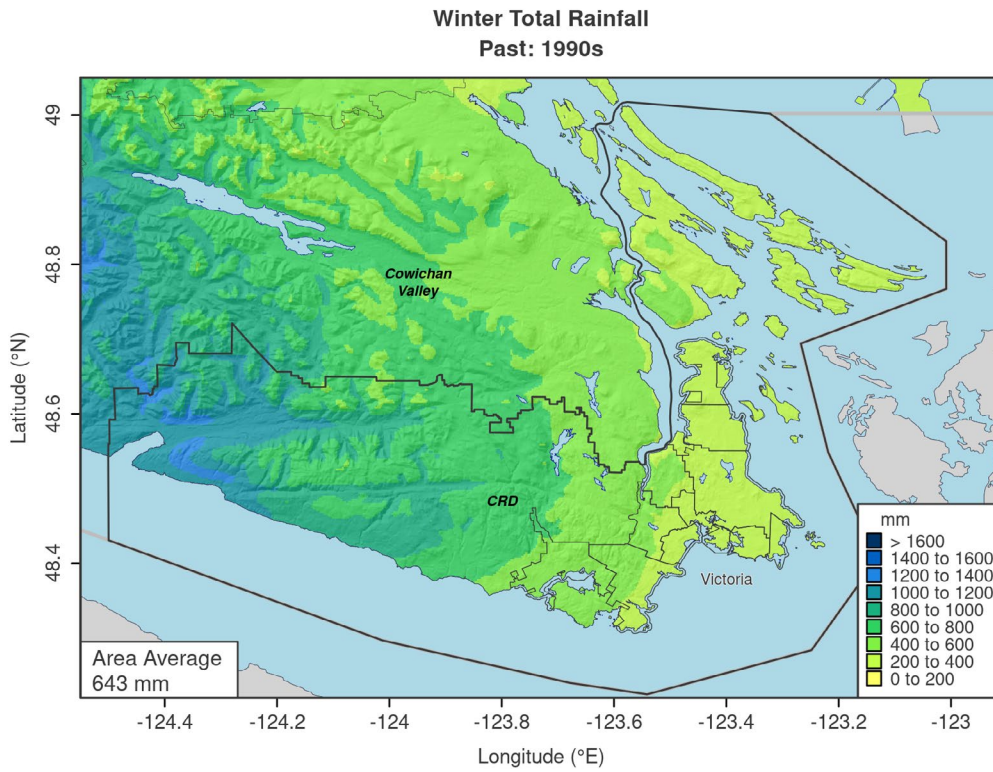 Winter Total Rainfall
Past: 1990s
49
48.8
48.6
48.4
Latitude (°N)
Cowichan
Valley
CRD
Victoria
mm
> 1600
1400 to 1600
1200 to 1400
1000 to 1200
800 to 1000
600 to 800
400 to 600
200 to 400
0 to 200
Area Average
643 mm
-124.4
-124.2
-124
-123.8
-123.6
-123.4
-123.2
-123
Longitude (°E)